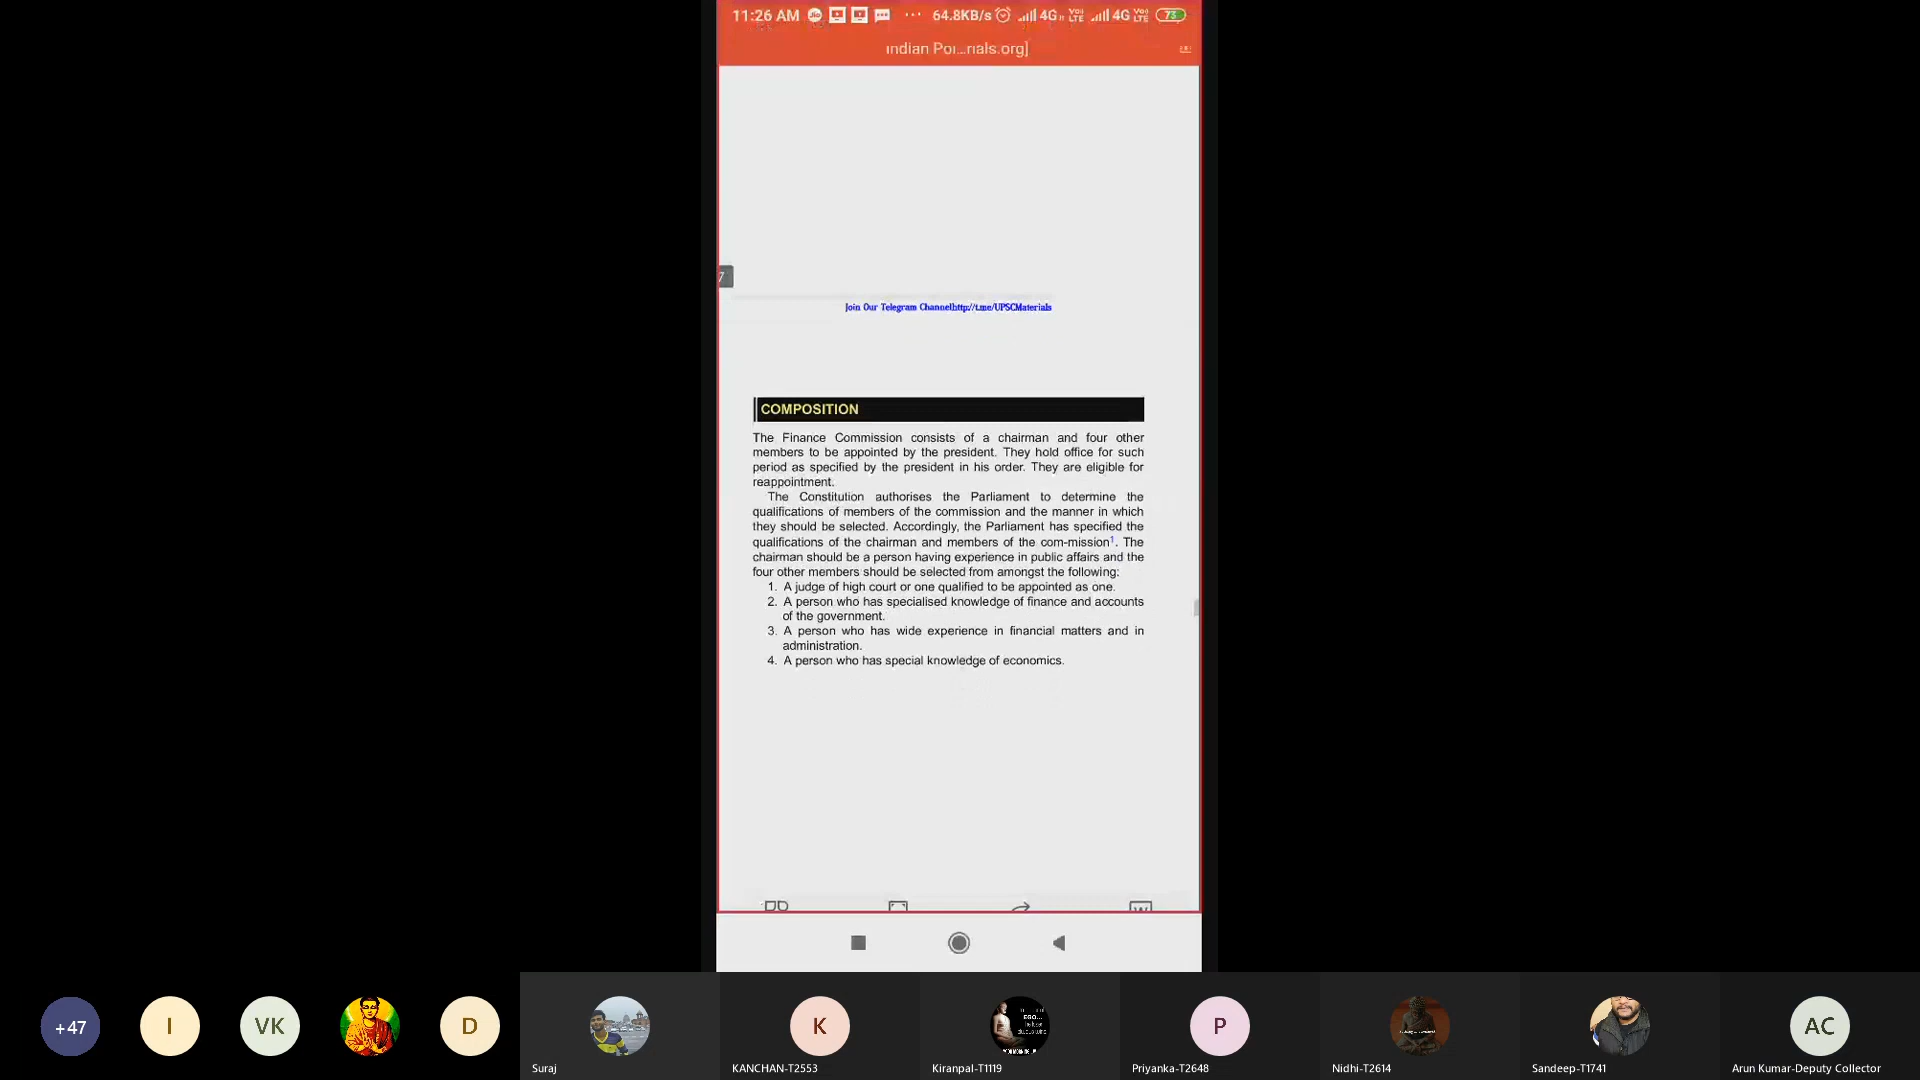 11:26 AM ... 64.8KB/s 4G Vo LTE 4G Vo LTE 73
Indian Pol...rials.org]
7
Join Our Telegram Channelhttp://t.me/UPSCMaterials
COMPOSITION
The Finance Commission consists of a chairman and four other
members to be appointed by the president. They hold office for such
period as specified by the president in his order. They are eligible for
reappointment.
The Constitution authorises the Parliament to determine the
qualifications of members of the commission and the manner in which
they should be selected. Accordingly, the Parliament has specified the
qualifications of the chairman and members of the com-mission1. The
chairman should be a person having experience in public affairs and the
four other members should be selected from amongst the following:
1. A judge of high court or one qualified to be appointed as one.
2. A person who has specialised knowledge of finance and accounts
of the government.
3. A person who has wide experience in financial matters and in
administration.
4. A person who has special knowledge of economics.
+47
I
VK
D
K
EGO...
P
AC
Suraj
KANCHAN-T2553
Kiranpal-T1119
Priyanka-T2648
Nidhi-T2614
Sandeep-T1741
Arun Kumar-Deputy Collector